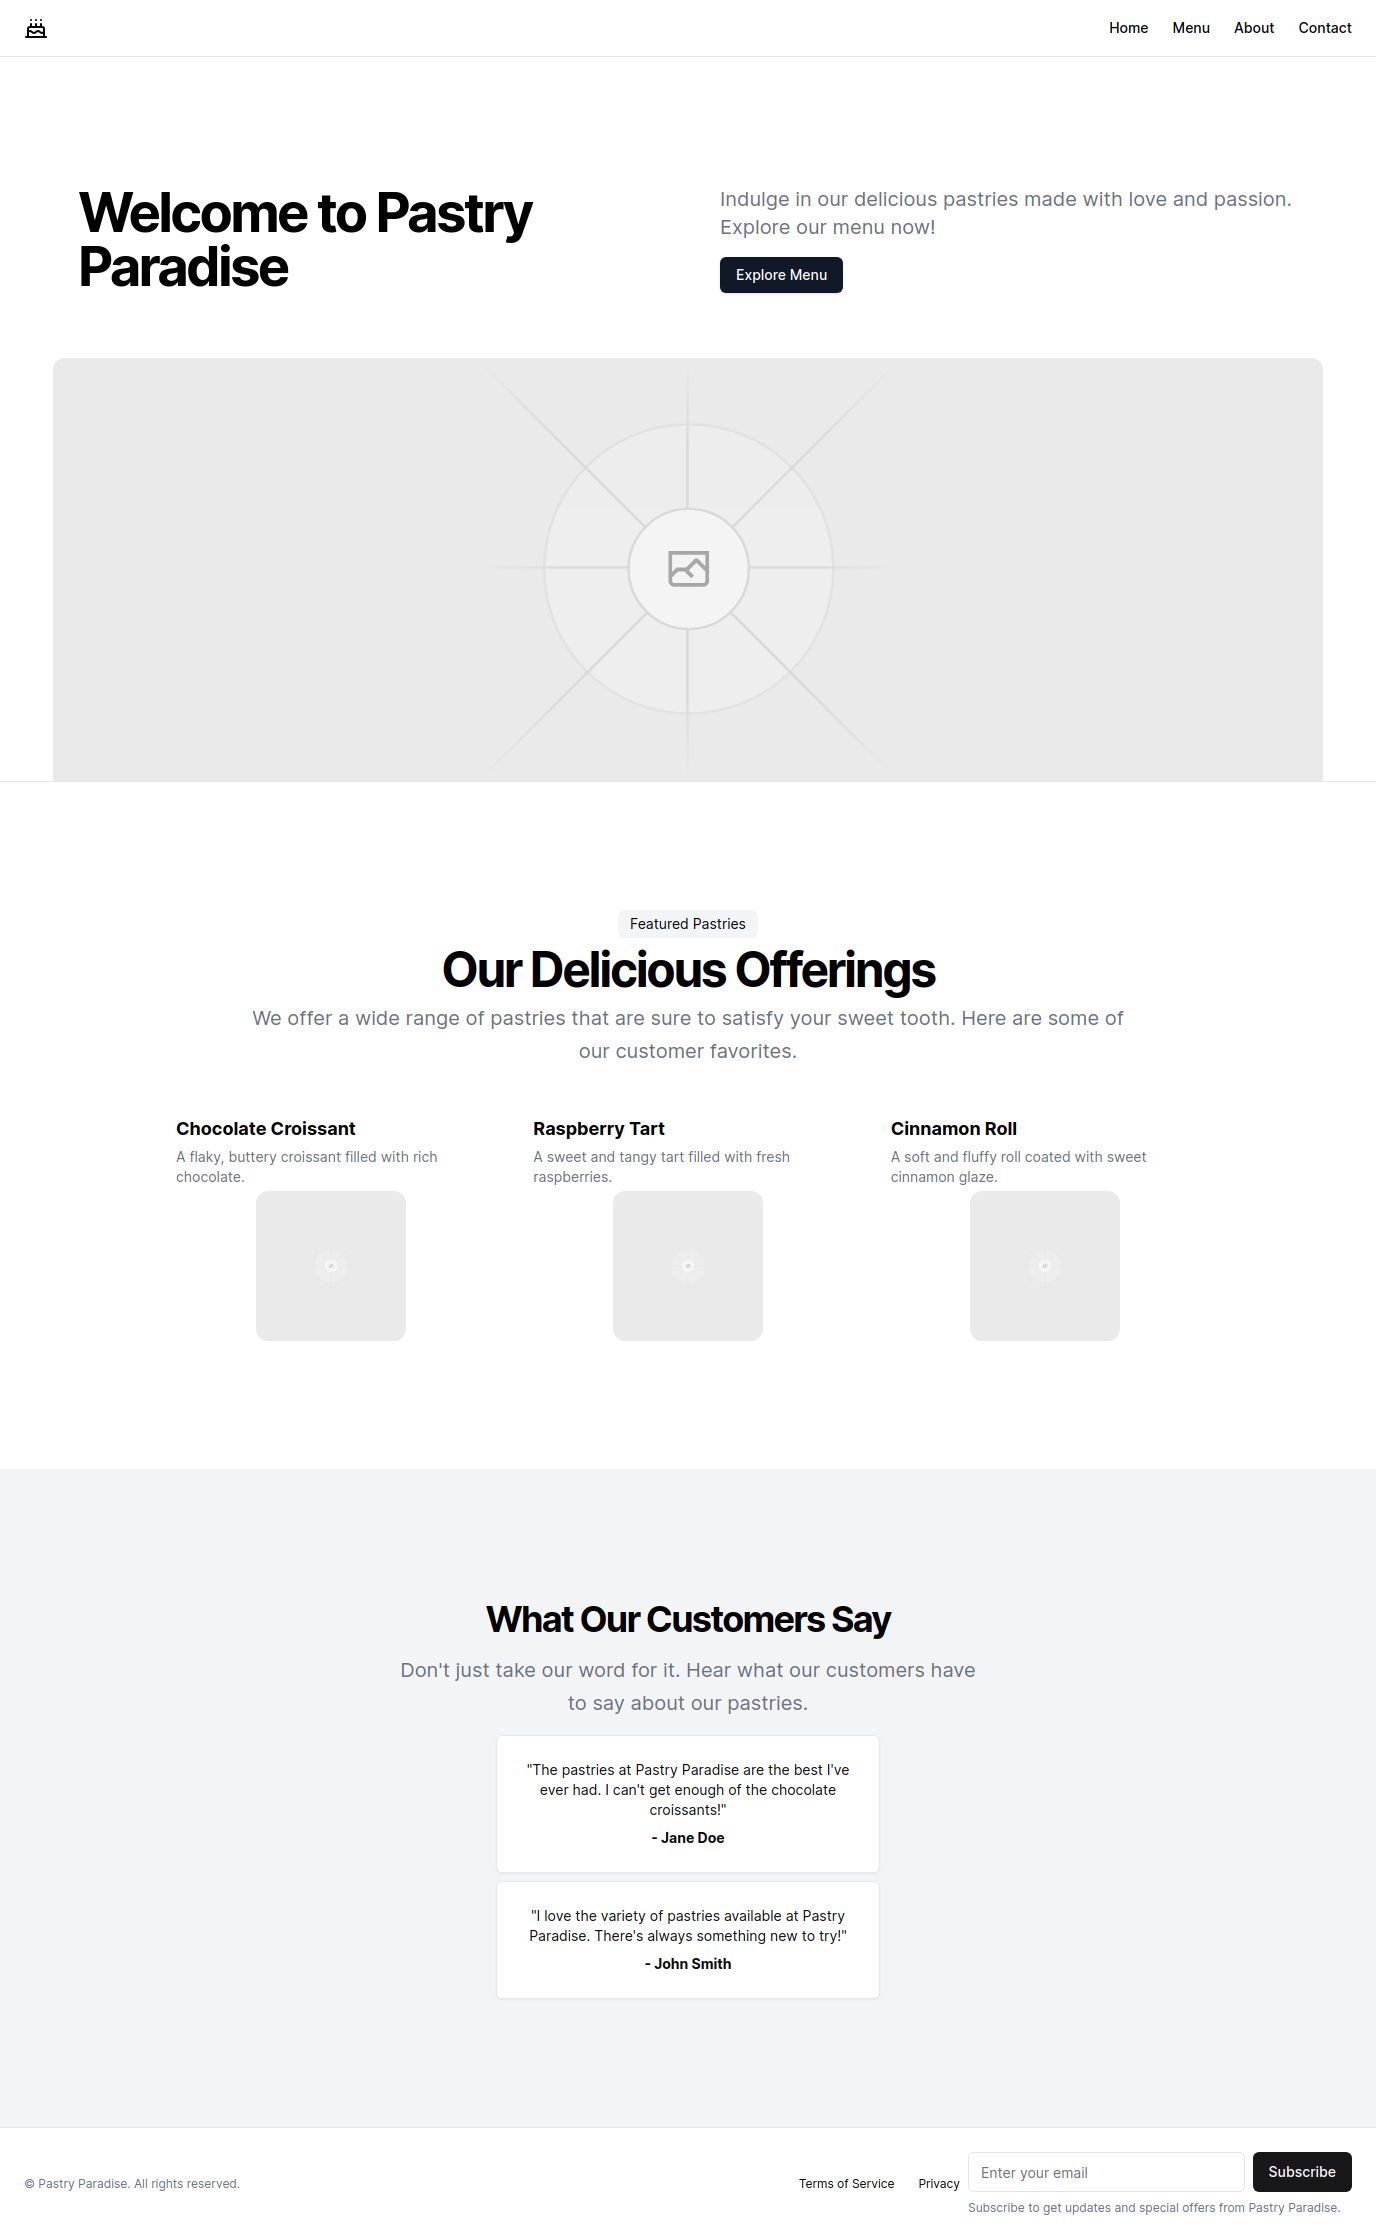 Home Menu About Contact
Welcome to Pastry
Paradise
Indulge in our delicious pastries made with love and passion.
Explore our menu now!
Explore Menu
Featured Pastries
Our Delicious Offerings
We offer a wide range of pastries that are sure to satisfy your sweet tooth. Here are some of
our customer favorites.
Chocolate Croissant
A flaky, buttery croissant filled with rich
chocolate.
Raspberry Tart
A sweet and tangy tart filled with fresh
raspberries.
Cinnamon Roll
A soft and fluffy roll coated with sweet
cinnamon glaze.
What Our Customers Say
Don't just take our word for it. Hear what our customers have
to say about our pastries.
"The pastries at Pastry Paradise are the best I've
ever had. I can't get enough of the chocolate
croissants!"
- Jane Doe
"I love the variety of pastries available at Pastry
Paradise. There's always something new to try!"
- John Smith
© Pastry Paradise. All rights reserved.
Terms of Service Privacy
Enter your email
Subscribe
Subscribe to get updates and special offers from Pastry Paradise.